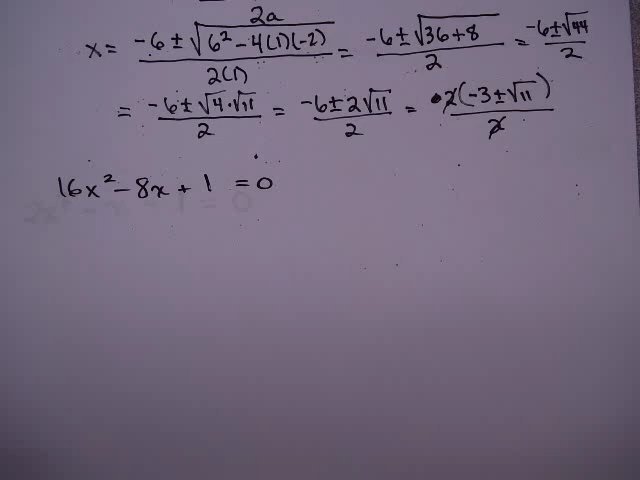 2a
x = -6 ± √6² - 4(1)(-2) / 2(1) = -6 ± √36 + 8 / 2 = -6 ± √44 / 2
= -6 ± √4 · √11 / 2 = -6 ± 2√11 / 2 = 2(-3 ± √11) / 2
16x² - 8x + 1 = 0